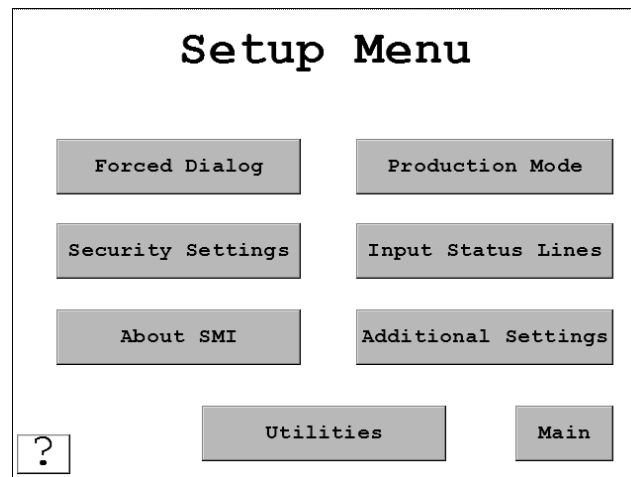 Setup Menu
Forced Dialog
Production Mode
Security Settings
Input Status Lines
About SMI
Additional Settings
Utilities
Main
?